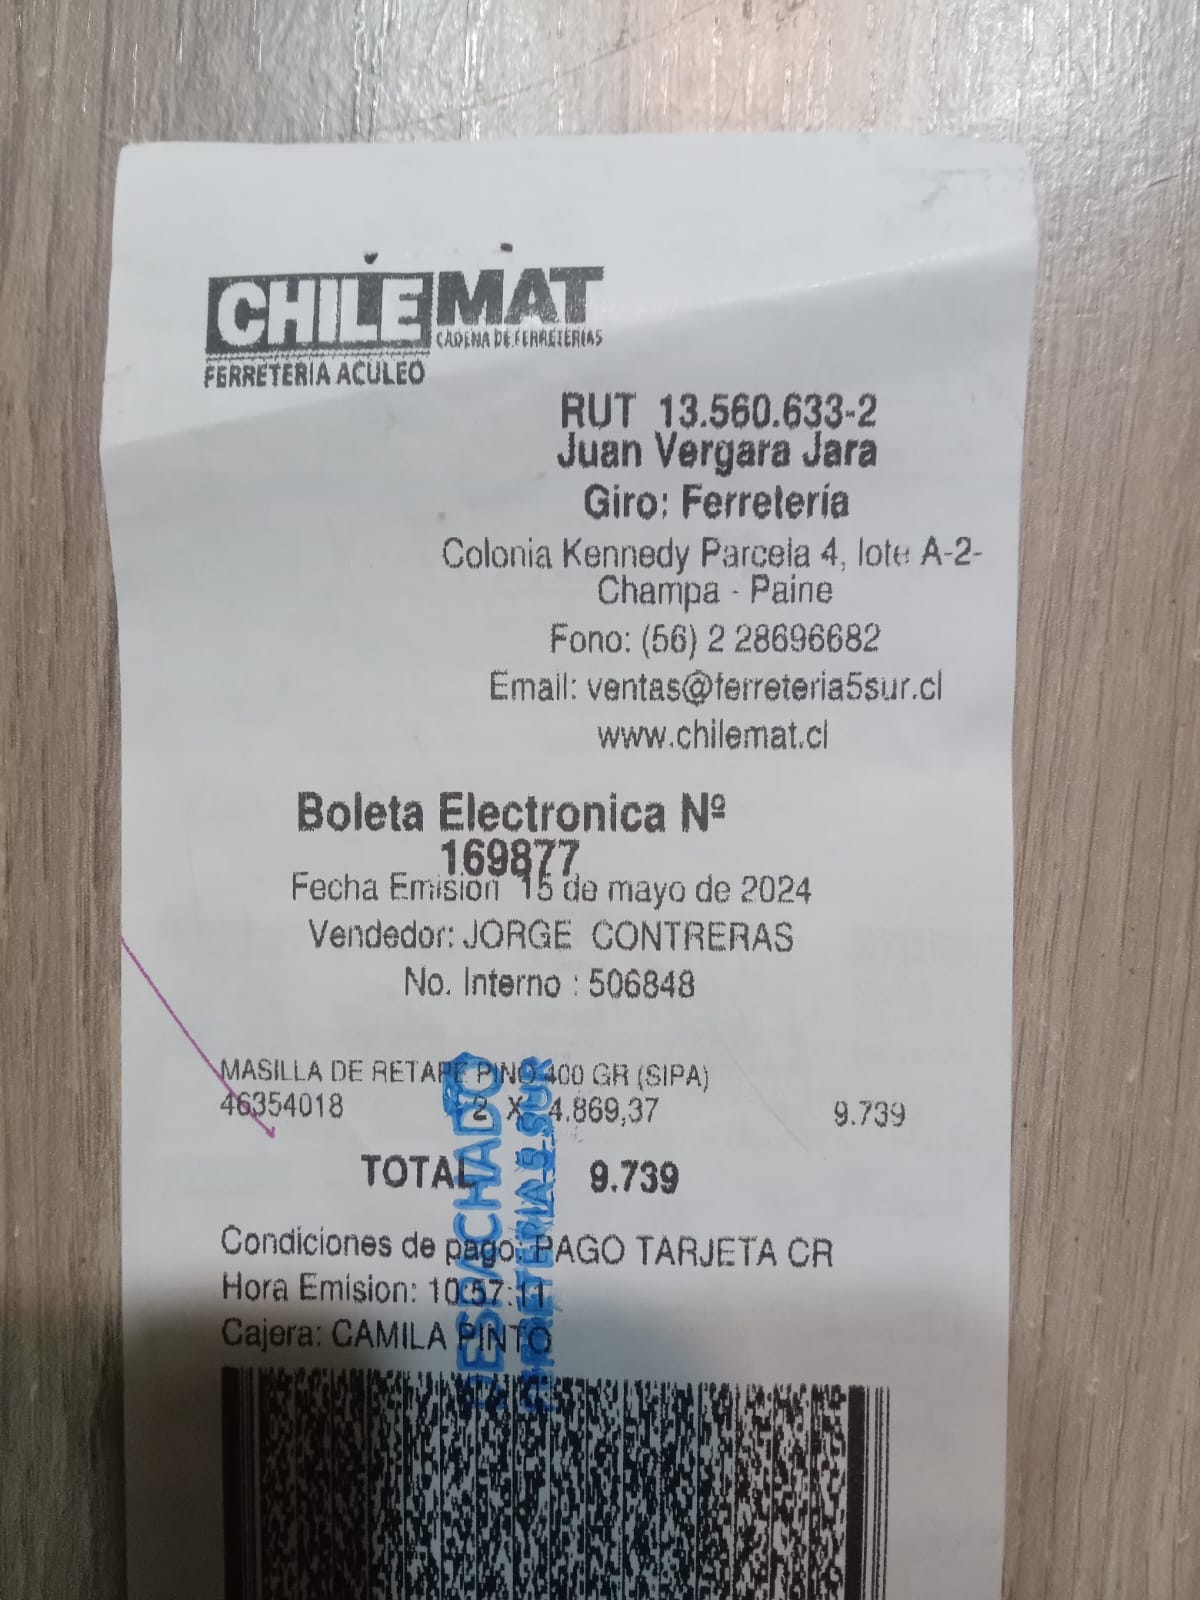 CHILEMAT
CADENA DE FERRETERIAS
FERRETERIA ACULEO
RUT 13.560.633-2
Juan Vergara Jara
Giro: Ferretería
Colonia Kennedy Parcela 4, lote A-2-
Champa - Paine
Fono: (56) 2 28696682
Email: ventas@ferreteria5sur.cl
www.chilemat.cl
Boleta Electronica Nº
169877
Fecha Emision 15 de mayo de 2024
Vendedor: JORGE CONTRERAS
No. Interno : 506848
MASILLA DE RETAPE PINO 400 GR (SIPA)
46354018 2 X 4.869,37 9.739
TOTAL 9.739
Condiciones de pago: PAGO TARJETA CR
Hora Emision: 10:57:11
Cajera: CAMILA PINTO
DESPACHADO
FERRETERIA 5 SUR